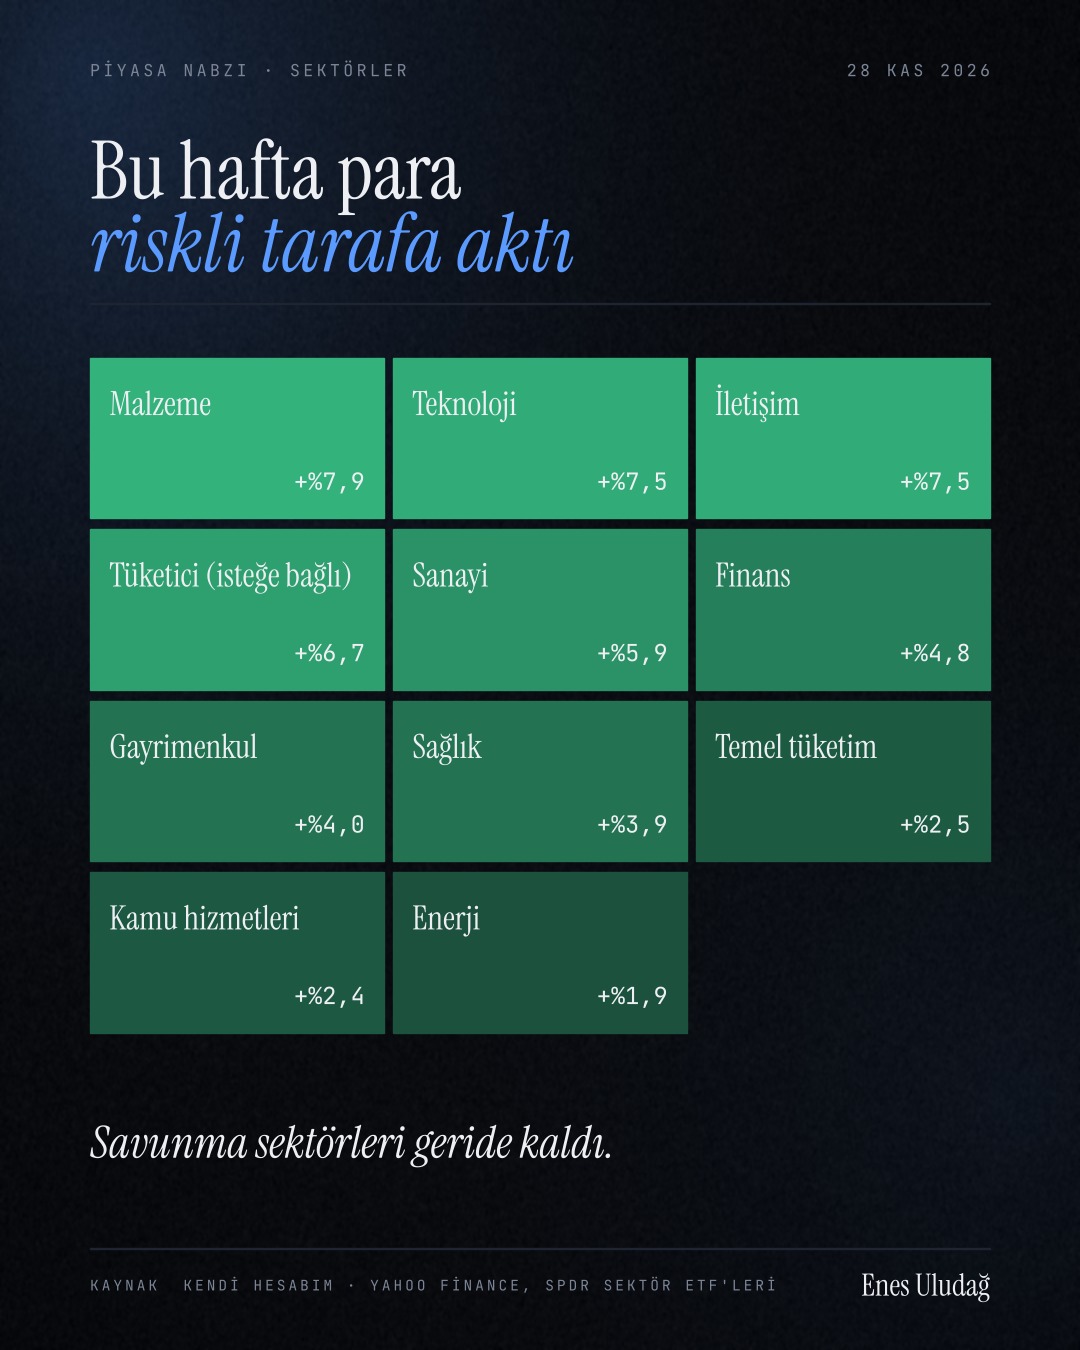 PİYASA NABZI · SEKTÖRLER
28 KAS 2026
Bu hafta para
riskli tarafa aktı
Malzeme
+%7,9
Teknoloji
+%7,5
İletişim
+%7,5
Tüketici (isteğe bağlı)
+%6,7
Sanayi
+%5,9
Finans
+%4,8
Gayrimenkul
+%4,0
Sağlık
+%3,9
Temel tüketim
+%2,5
Kamu hizmetleri
+%2,4
Enerji
+%1,9
Savunma sektörleri geride kaldı.
KAYNAK KENDİ HESABIM · YAHOO FİNANCE, SPDR SEKTÖR ETF'LERİ
Enes Uludağ